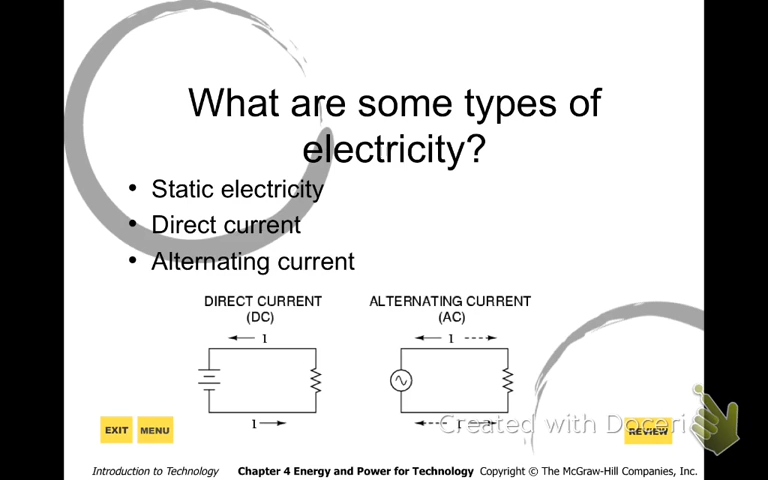 What are some types of
electricity?
• Static electricity
• Direct current
• Alternating current
DIRECT CURRENT
(DC)
I
I
ALTERNATING CURRENT
(AC)
I
I
EXIT
MENU
Created with Doceri
REVIEW
Introduction to Technology Chapter 4 Energy and Power for Technology Copyright © The McGraw-Hill Companies, Inc.